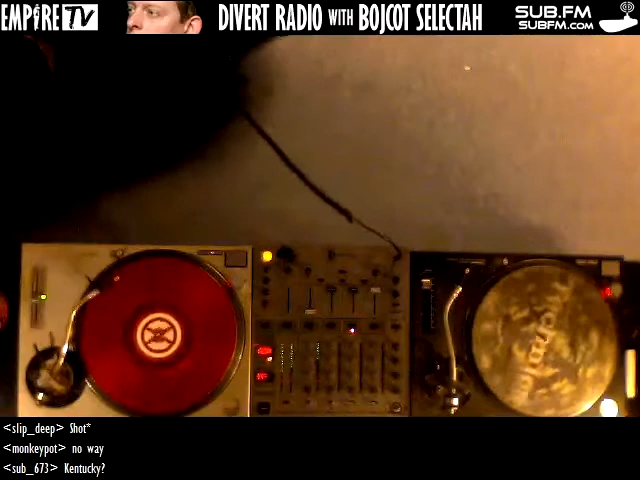 EMPIRE TV
DIVERT RADIO WITH BOJCOT SELECTAH
SUB.FM
SUBFM.COM
<slip_deep> Shot*
<monkeypot> no way
<sub_673> Kentucky?